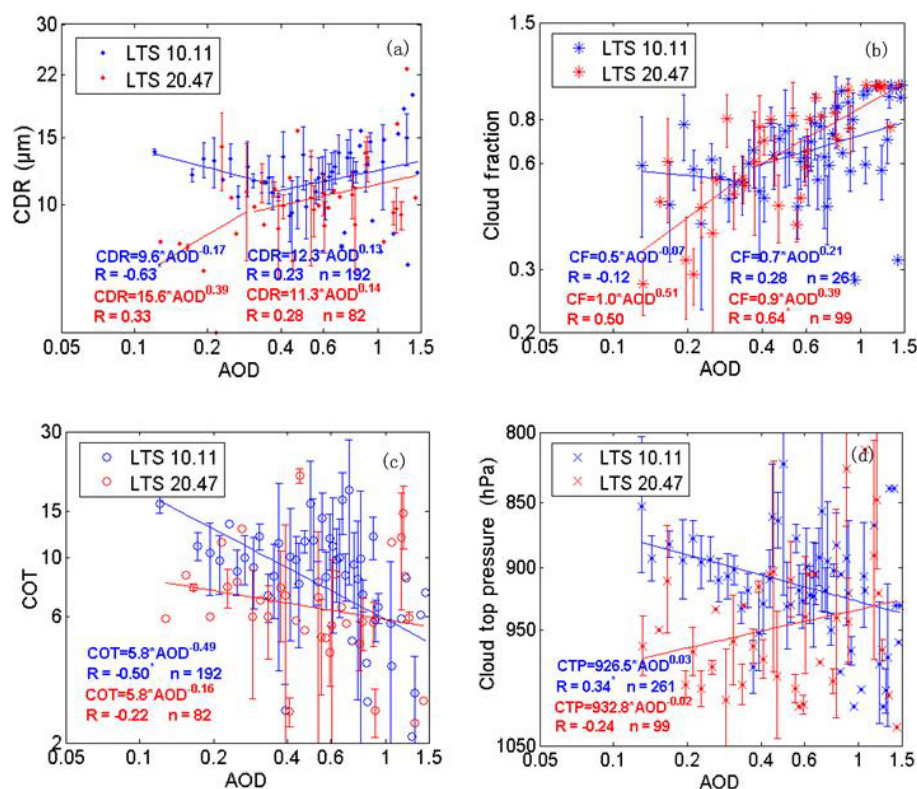 (a)
LTS 10.11
LTS 20.47
CDR (µm)
30
22
15
10
CDR=9.6*AOD^-0.17
R = -0.63
CDR=15.6*AOD^0.39
R = 0.33
CDR=12.3*AOD^0.13
R = 0.23 n = 192
CDR=11.3*AOD^0.14
R = 0.28 n = 82
0.05 0.1 0.2 0.4 0.6 1 1.5
AOD
(b)
LTS 10.11
LTS 20.47
Cloud fraction
1.5
0.8
0.6
0.3
0.2
CF=0.5*AOD^-0.07
R = -0.12
CF=1.0*AOD^0.51
R = 0.50
CF=0.7*AOD^0.21
R = 0.28 n = 261
CF=0.9*AOD^0.39
R = 0.64* n = 99
0.05 0.1 0.2 0.4 0.6 1 1.5
AOD
(c)
LTS 10.11
LTS 20.47
COT
30
15
10
6
2
COT=5.8*AOD^-0.49
R = -0.50* n = 192
COT=5.8*AOD^-0.16
R = -0.22 n = 82
0.05 0.1 0.2 0.4 0.6 1 1.5
AOD
(d)
LTS 10.11
LTS 20.47
Cloud top pressure (hPa)
800
850
900
950
1050
CTP=926.5*AOD^0.03
R = 0.34* n = 261
CTP=932.8*AOD^-0.02
R = -0.24 n = 99
0.05 0.1 0.2 0.4 0.6 1 1.5
AOD